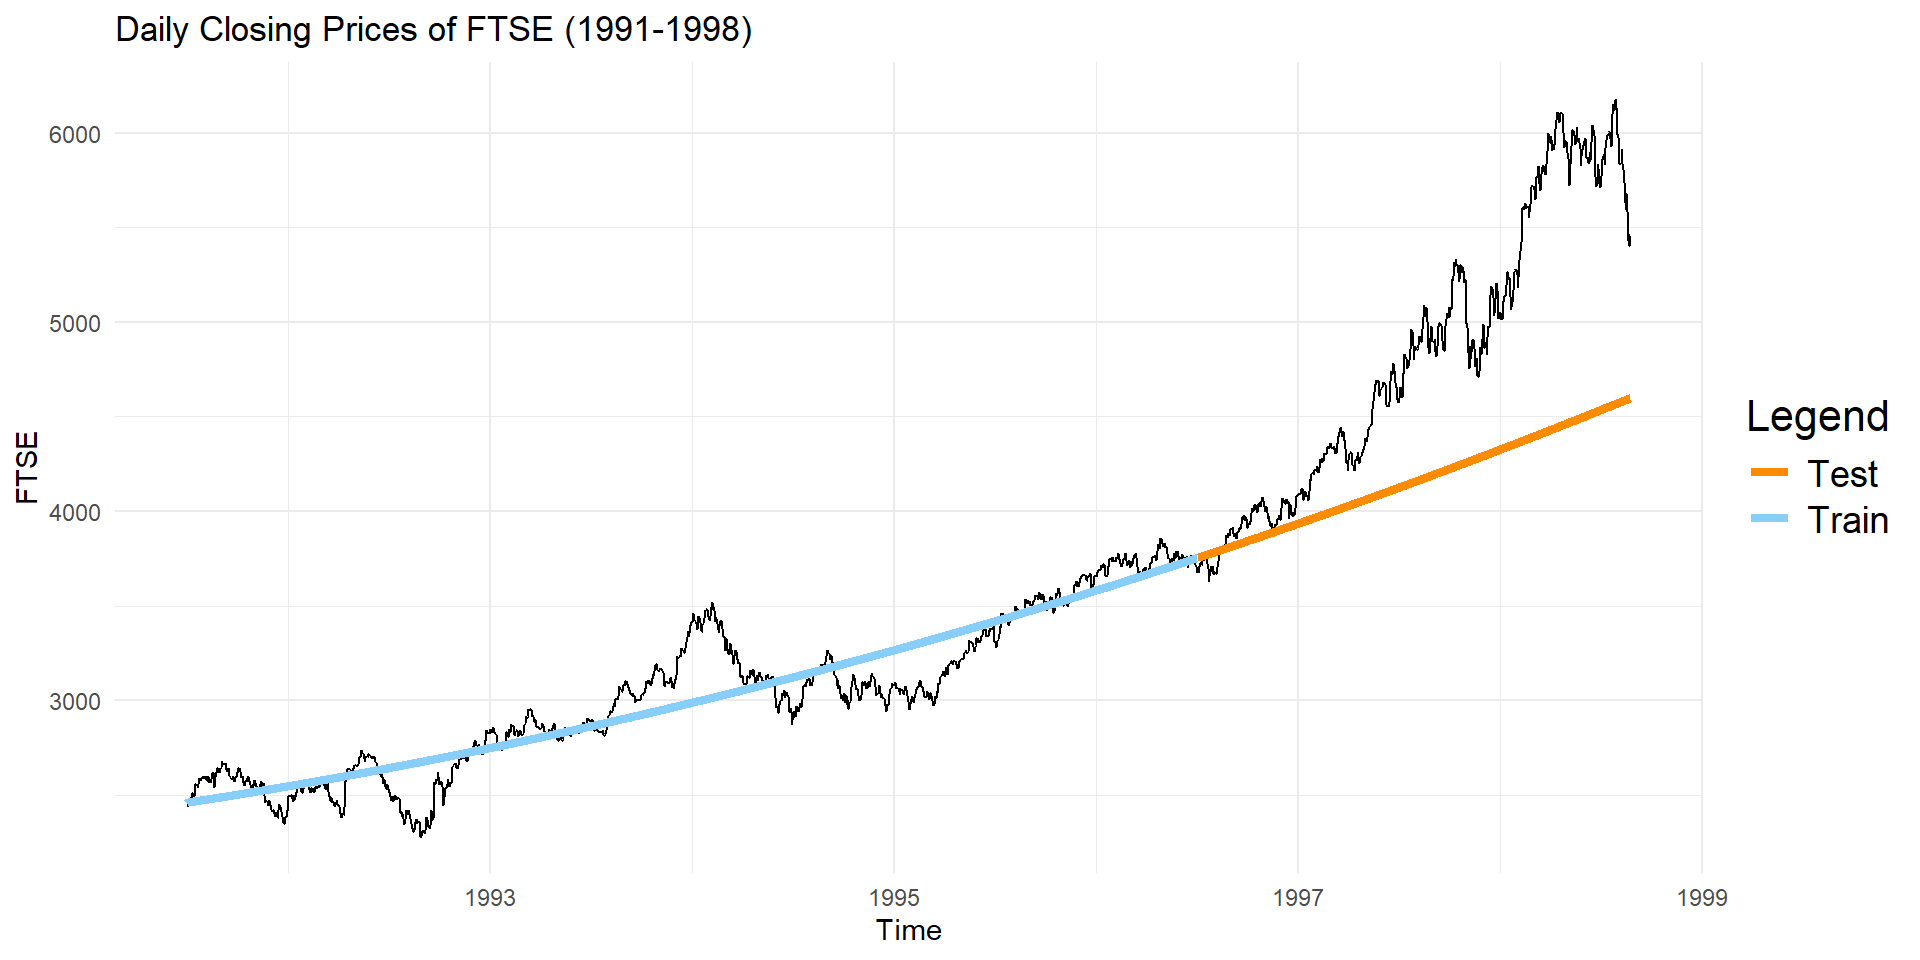 Daily Closing Prices of FTSE (1991-1998)
6000
5000
4000
3000
FTSE
1993
1995
1997
1999
Time
Legend
Test
Train